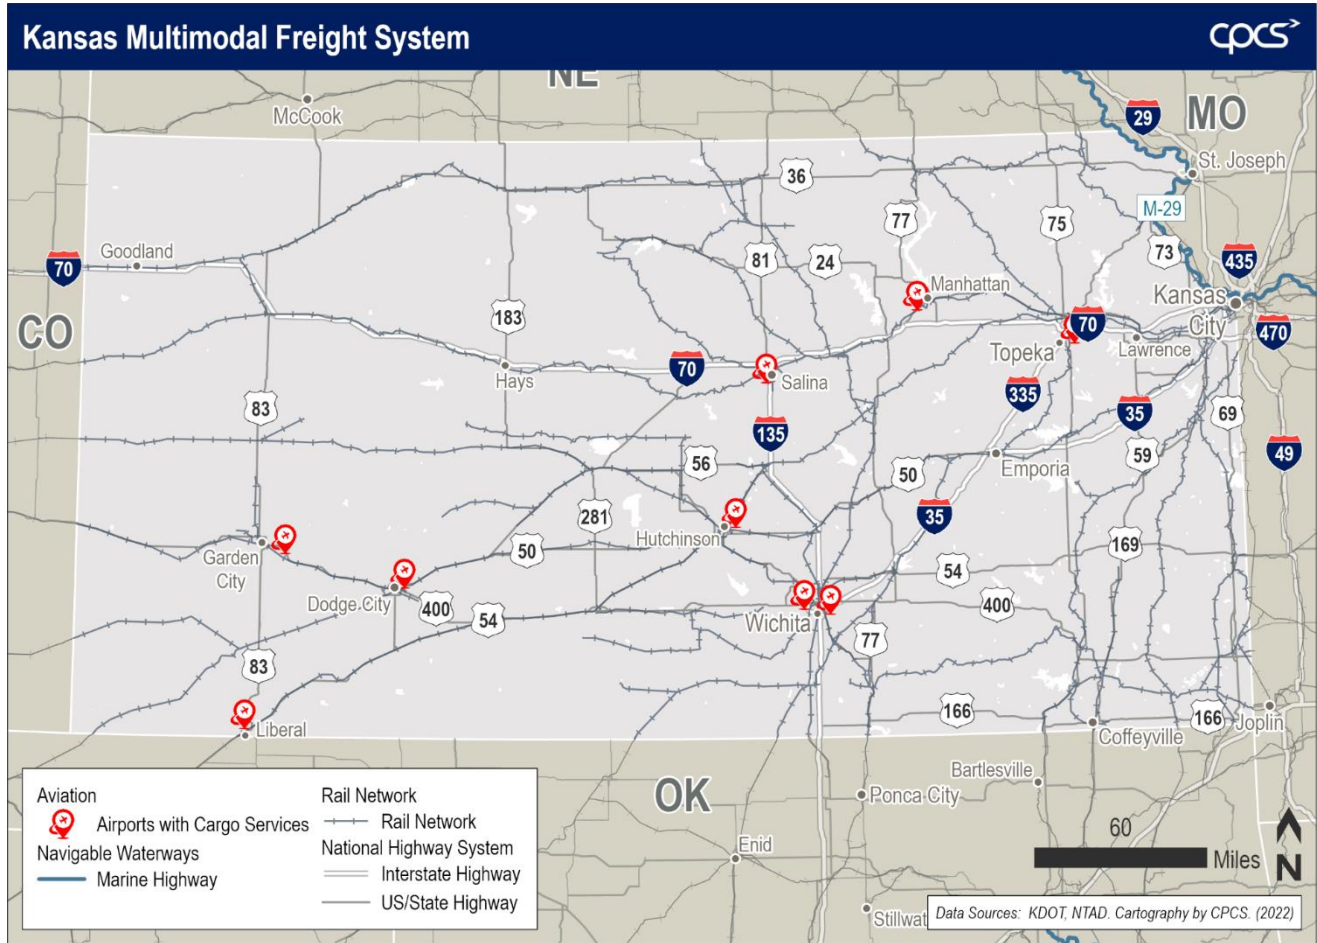 Kansas Multimodal Freight System
cpcs
NE
McCook
29
MO
St. Joseph
36
M-29
77
75
73
Goodland
70
81
24
435
Manhattan
Kansas
City
CO
183
70
470
Topeka
Lawrence
Hays
70
Salina
335
35
69
83
135
59
49
56
50
Emporia
281
Hutchinson
35
Garden
City
50
169
54
Dodge City
400
54
Wichita
400
77
83
166
166
Liberal
Coffeyville
Joplin
OK
Bartlesville
Ponca City
Enid
Stillwat
Aviation
Airports with Cargo Services
Navigable Waterways
Marine Highway
Rail Network
Rail Network
National Highway System
Interstate Highway
US/State Highway
60
Miles
N
Data Sources: KDOT, NTAD. Cartography by CPCS. (2022)